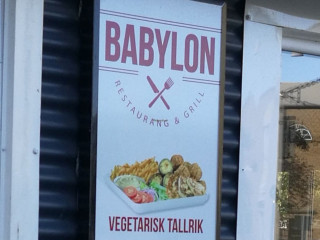 BABYLON
RESTAURANG & GRILL
VEGETARISK TALLRIK